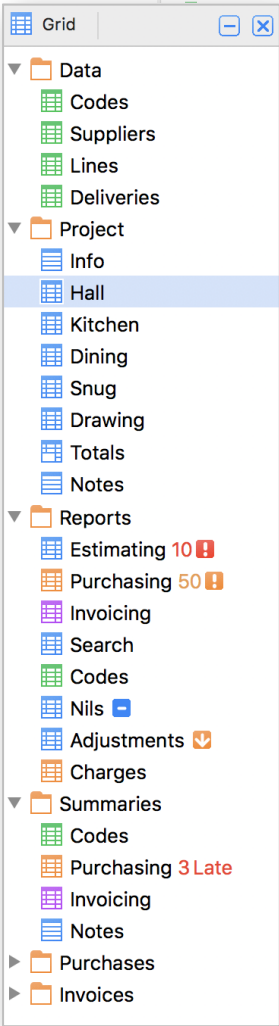 Grid
Data
Codes
Suppliers
Lines
Deliveries
Project
Info
Hall
Kitchen
Dining
Snug
Drawing
Totals
Notes
Reports
Estimating 10 !
Purchasing 50 !
Invoicing
Search
Codes
Nils
Adjustments
Charges
Summaries
Codes
Purchasing 3 Late
Invoicing
Notes
Purchases
Invoices